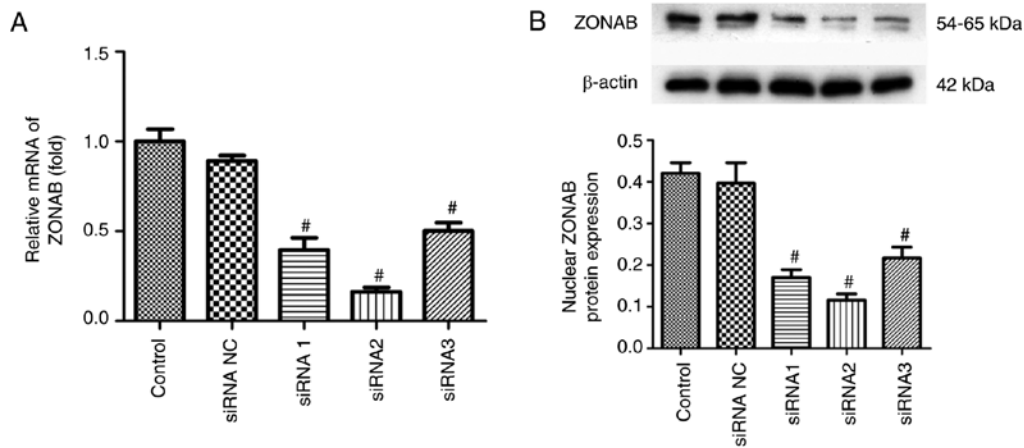 A
Relative mRNA of
ZONAB (fold)
1.5
1.0
0.5
0.0
#
#
#
Control
siRNA NC
siRNA 1
siRNA2
siRNA3
B
ZONAB
54-65 kDa
β-actin
42 kDa
Nuclear ZONAB
protein expression
0.5
0.4
0.3
0.2
0.1
0.0
#
#
#
Control
siRNA NC
siRNA1
siRNA2
siRNA3